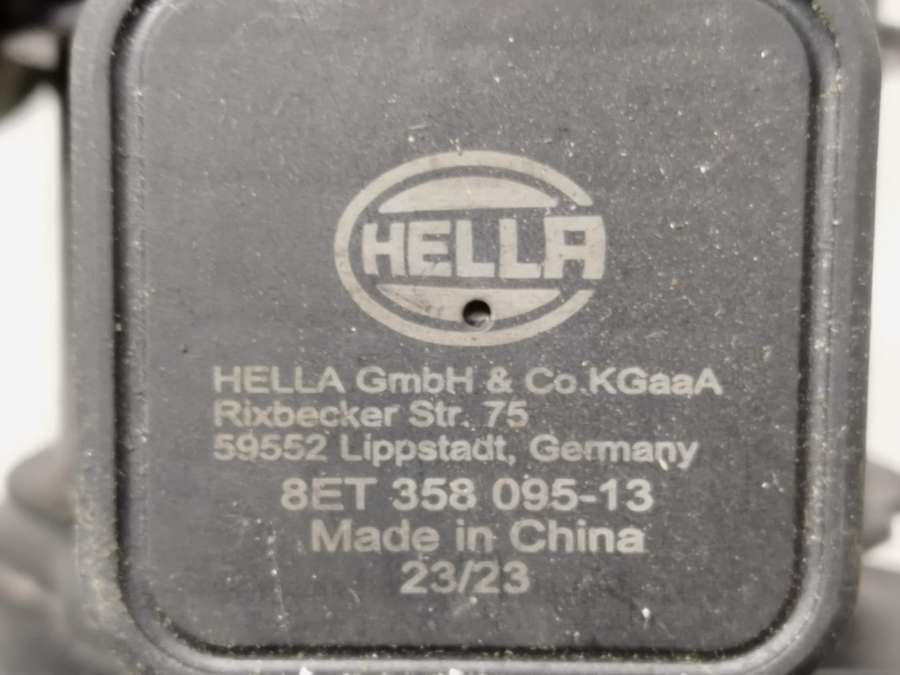 HELLA
HELLA GmbH & Co.KGaaA
Rixbecker Str. 75
59552 Lippstadt, Germany
8ET 358 095-13
Made in China
23/23